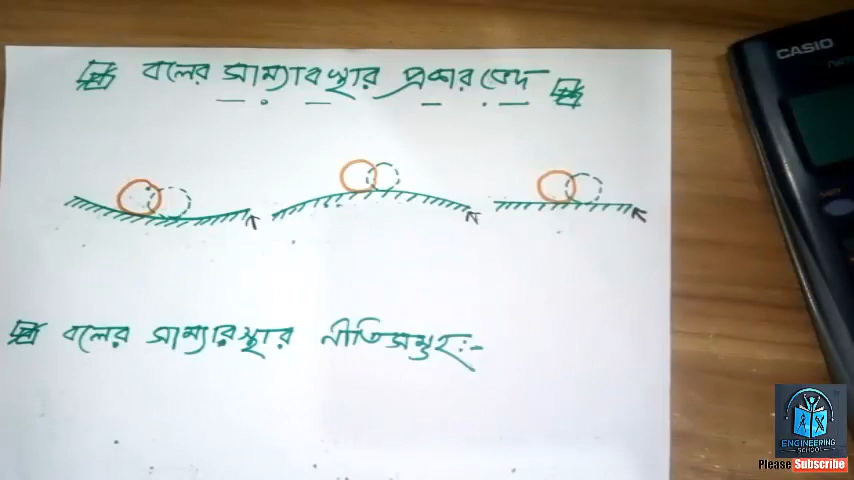 বলের সাম্যাবস্থার প্রকারভেদ
বলের সাম্যাবস্থার নীতিসমুহঃ-
CASIO
ENGINEERING
SCHOOL
Please Subscribe